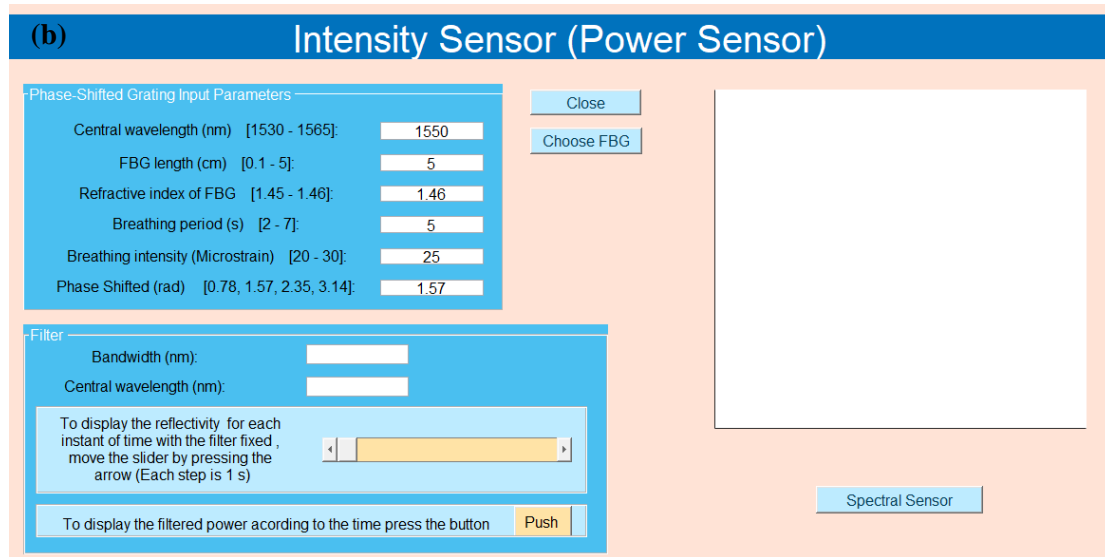 (b)
Intensity Sensor (Power Sensor)
Phase-Shifted Grating Input Parameters
Central wavelength (nm) [1530 - 1565]: 1550
FBG length (cm) [0.1 - 5]: 5
Refractive index of FBG [1.45 - 1.46]: 1.46
Breathing period (s) [2 - 7]: 5
Breathing intensity (Microstrain) [20 - 30]: 25
Phase Shifted (rad) [0.78, 1.57, 2.35, 3.14]: 1.57
Close
Choose FBG
Filter
Bandwidth (nm):
Central wavelength (nm):
To display the reflectivity for each
instant of time with the filter fixed ,
move the slider by pressing the
arrow (Each step is 1 s)
To display the filtered power acording to the time press the button
Push
Spectral Sensor